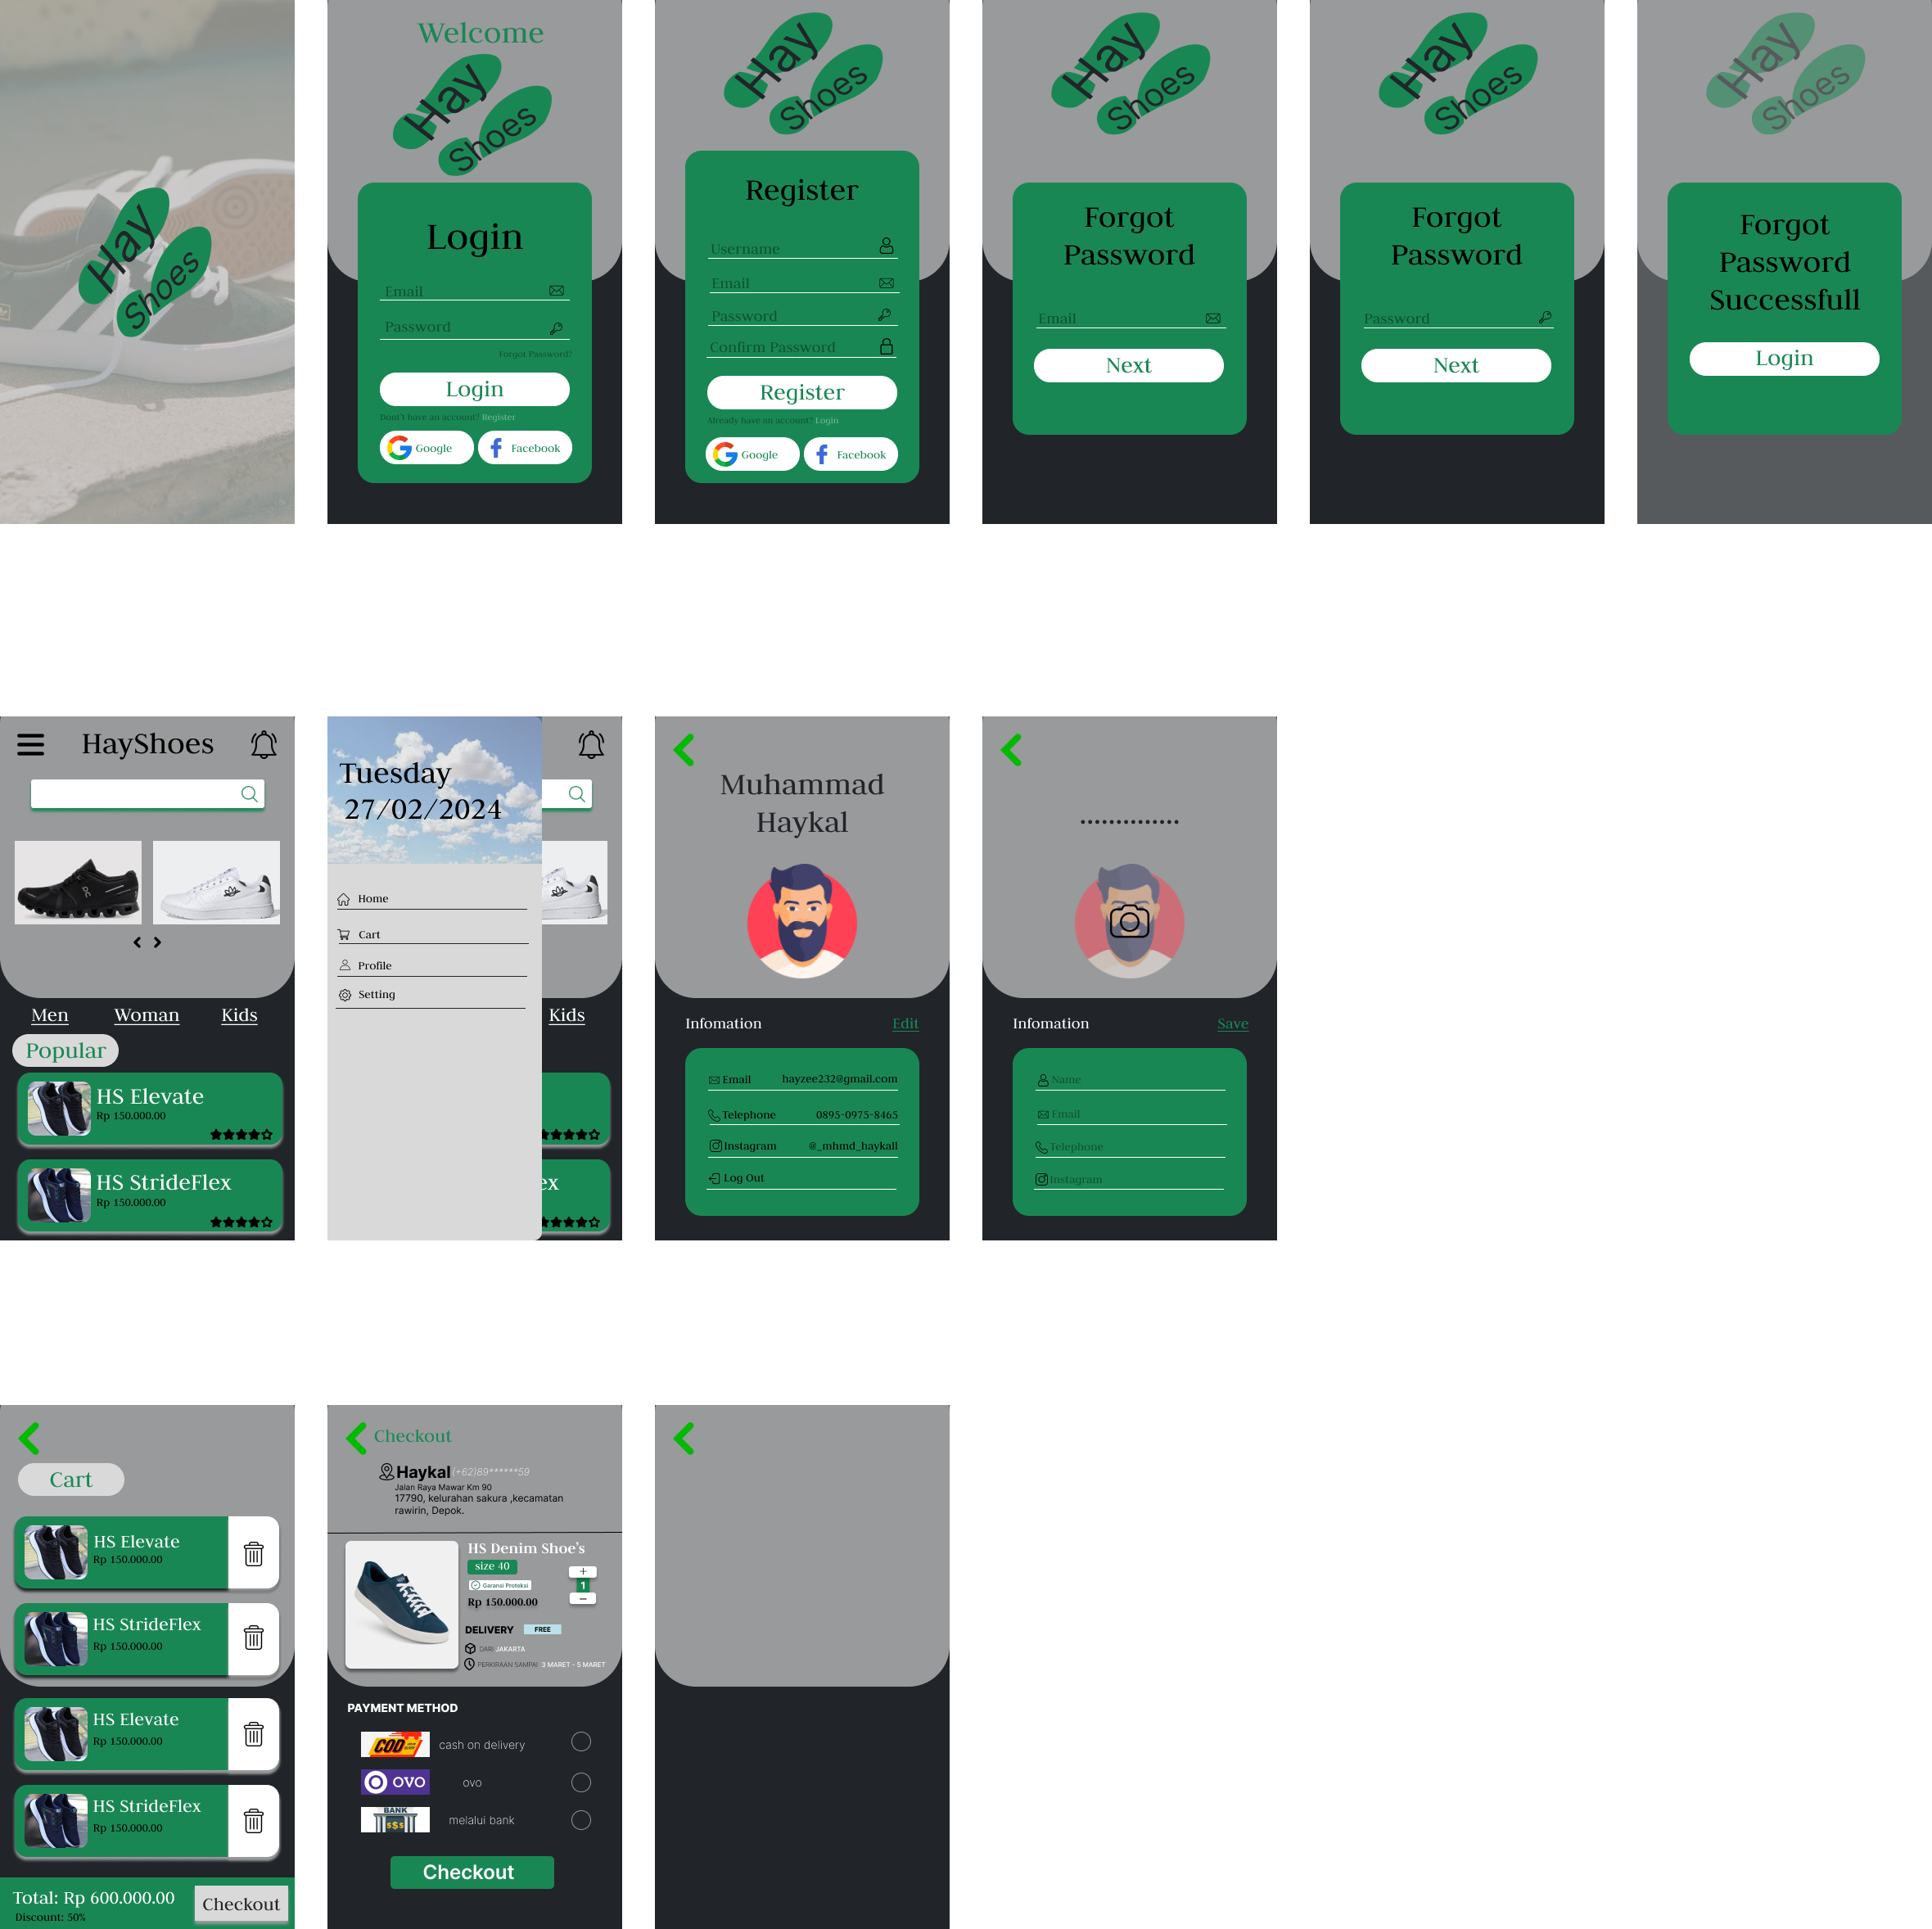 Hay
Shoes
Welcome
Hay
Shoes
Login
Email
Password
Forgot Password?
Login
Dont't have an account? Register
Google
Facebook
Hay
Shoes
Register
Username
Email
Password
Confirm Password
Register
Already have an account? Login
Google
Facebook
Hay
Shoes
Forgot
Password
Email
Next
Hay
Shoes
Forgot
Password
Password
Next
Hay
Shoes
Forgot
Password
Successfull
Login
HayShoes
Men
Woman
Kids
Popular
HS Elevate
Rp 150.000.00
HS StrideFlex
Rp 150.000.00
Tuesday
27/02/2024
Home
Cart
Profile
Setting
Kids
ex
Muhammad
Haykal
Infomation
Edit
Email hayzee232@gmail.com
Telephone 0895-0975-8465
Instagram @_mhmd_haykall
Log Out
Infomation
Save
Name
Email
Telephone
Instagram
Cart
HS Elevate
Rp 150.000.00
HS StrideFlex
Rp 150.000.00
HS Elevate
Rp 150.000.00
HS StrideFlex
Rp 150.000.00
Total: Rp 600.000.00
Discount: 50%
Checkout
Checkout
Haykal (+62)89******59
Jalan Raya Mawar Km 90
17790, kelurahan sakura ,kecamatan
rawirin, Depok.
HS Denim Shoe's
size 40
Garansi Proteksi
Rp 150.000.00
+
1
−
DELIVERY FREE
DARI JAKARTA
PERKIRAAN SAMPAI 3 MARET - 5 MARET
PAYMENT METHOD
COD
cash on delivery
OVO
ovo
BANK
$$$
melalui bank
Checkout